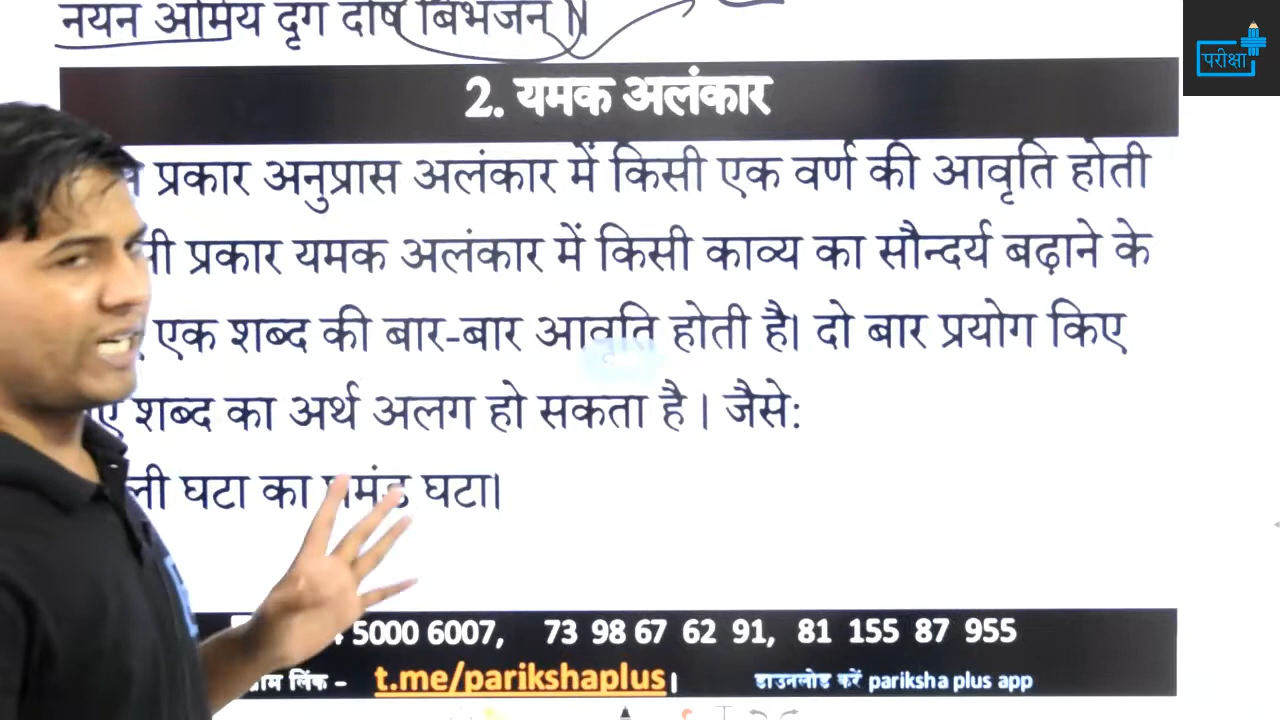 नयन अमिय दृग दोष बिभंजन॥
परीक्षा
2. यमक अलंकार
प्रकार अनुप्रास अलंकार में किसी एक वर्ण की आवृति होती
प्रकार यमक अलंकार में किसी काव्य का सौन्दर्य बढ़ाने के
एक शब्द की बार-बार आवृति होती है। दो बार प्रयोग किए
शब्द का अर्थ अलग हो सकता है। जैसे:
घटा का घमंड घटा।
5000 6007, 73 98 67 62 91, 81 155 87 955
लिंक - t.me/parikshaplus। डाउनलोड करें pariksha plus app